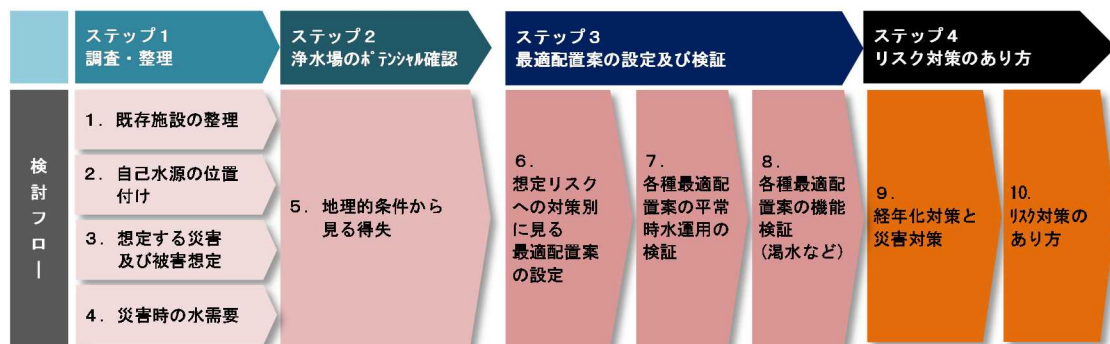 ステップ1
調査・整理
ステップ2
浄水場のポテンシャル確認
ステップ3
最適配置案の設定及び検証
ステップ4
リスク対策のあり方
検討フロー
1. 既存施設の整理
2. 自己水源の位置
付け
3. 想定する災害
及び被害想定
4. 災害時の水需要
5. 地理的条件から
見る得失
6.
想定リスク
への対策別
に見る
最適配置案
の設定
7.
各種最適配
置案の平常
時水運用の
検証
8.
各種最適配
置案の機能
検証
(渇水など)
9.
経年化対策と
災害対策
10.
リスク対策の
あり方